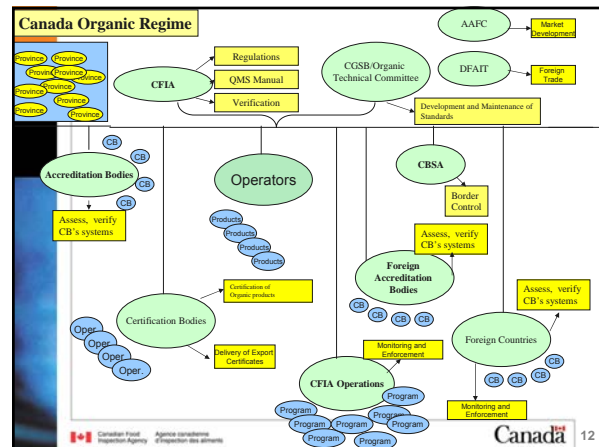 Canada Organic Regime
Province
Province
Province
Province
Province
Province
Province
Province
Province
Province
CFIA
Regulations
QMS Manual
Verification
CGSB/Organic
Technical Committee
Development and Maintenance of
Standards
AAFC
Market
Development
DFAIT
Foreign
Trade
Accreditation Bodies
CB
CB
CB
CB
CB
Assess, verify
CB's systems
Operators
Products
Products
Products
Products
CBSA
Border
Control
Assess, verify
CB's systems
Foreign
Accreditation
Bodies
CB
CB
CB
CB
Certification Bodies
Certification of
Organic products
Delivery of Export
Certificates
Oper.
Oper.
Oper.
Oper.
CFIA Operations
Monitoring and
Enforcement
Program
Program
Program
Program
Program
Program
Program
Program
Foreign Countries
Assess, verify
CB's systems
CB
CB
CB
CB
Monitoring and
Enforcement
Canadian Food
Inspection Agency
Agence canadienne
d'inspection des aliments
Canada
12